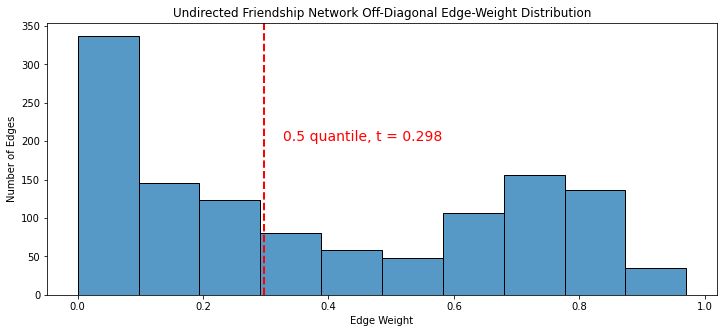 Undirected Friendship Network Off-Diagonal Edge-Weight Distribution
350
300
250
200
150
100
50
0
Number of Edges
0.5 quantile, t = 0.298
0.0 0.2 0.4 0.6 0.8 1.0
Edge Weight